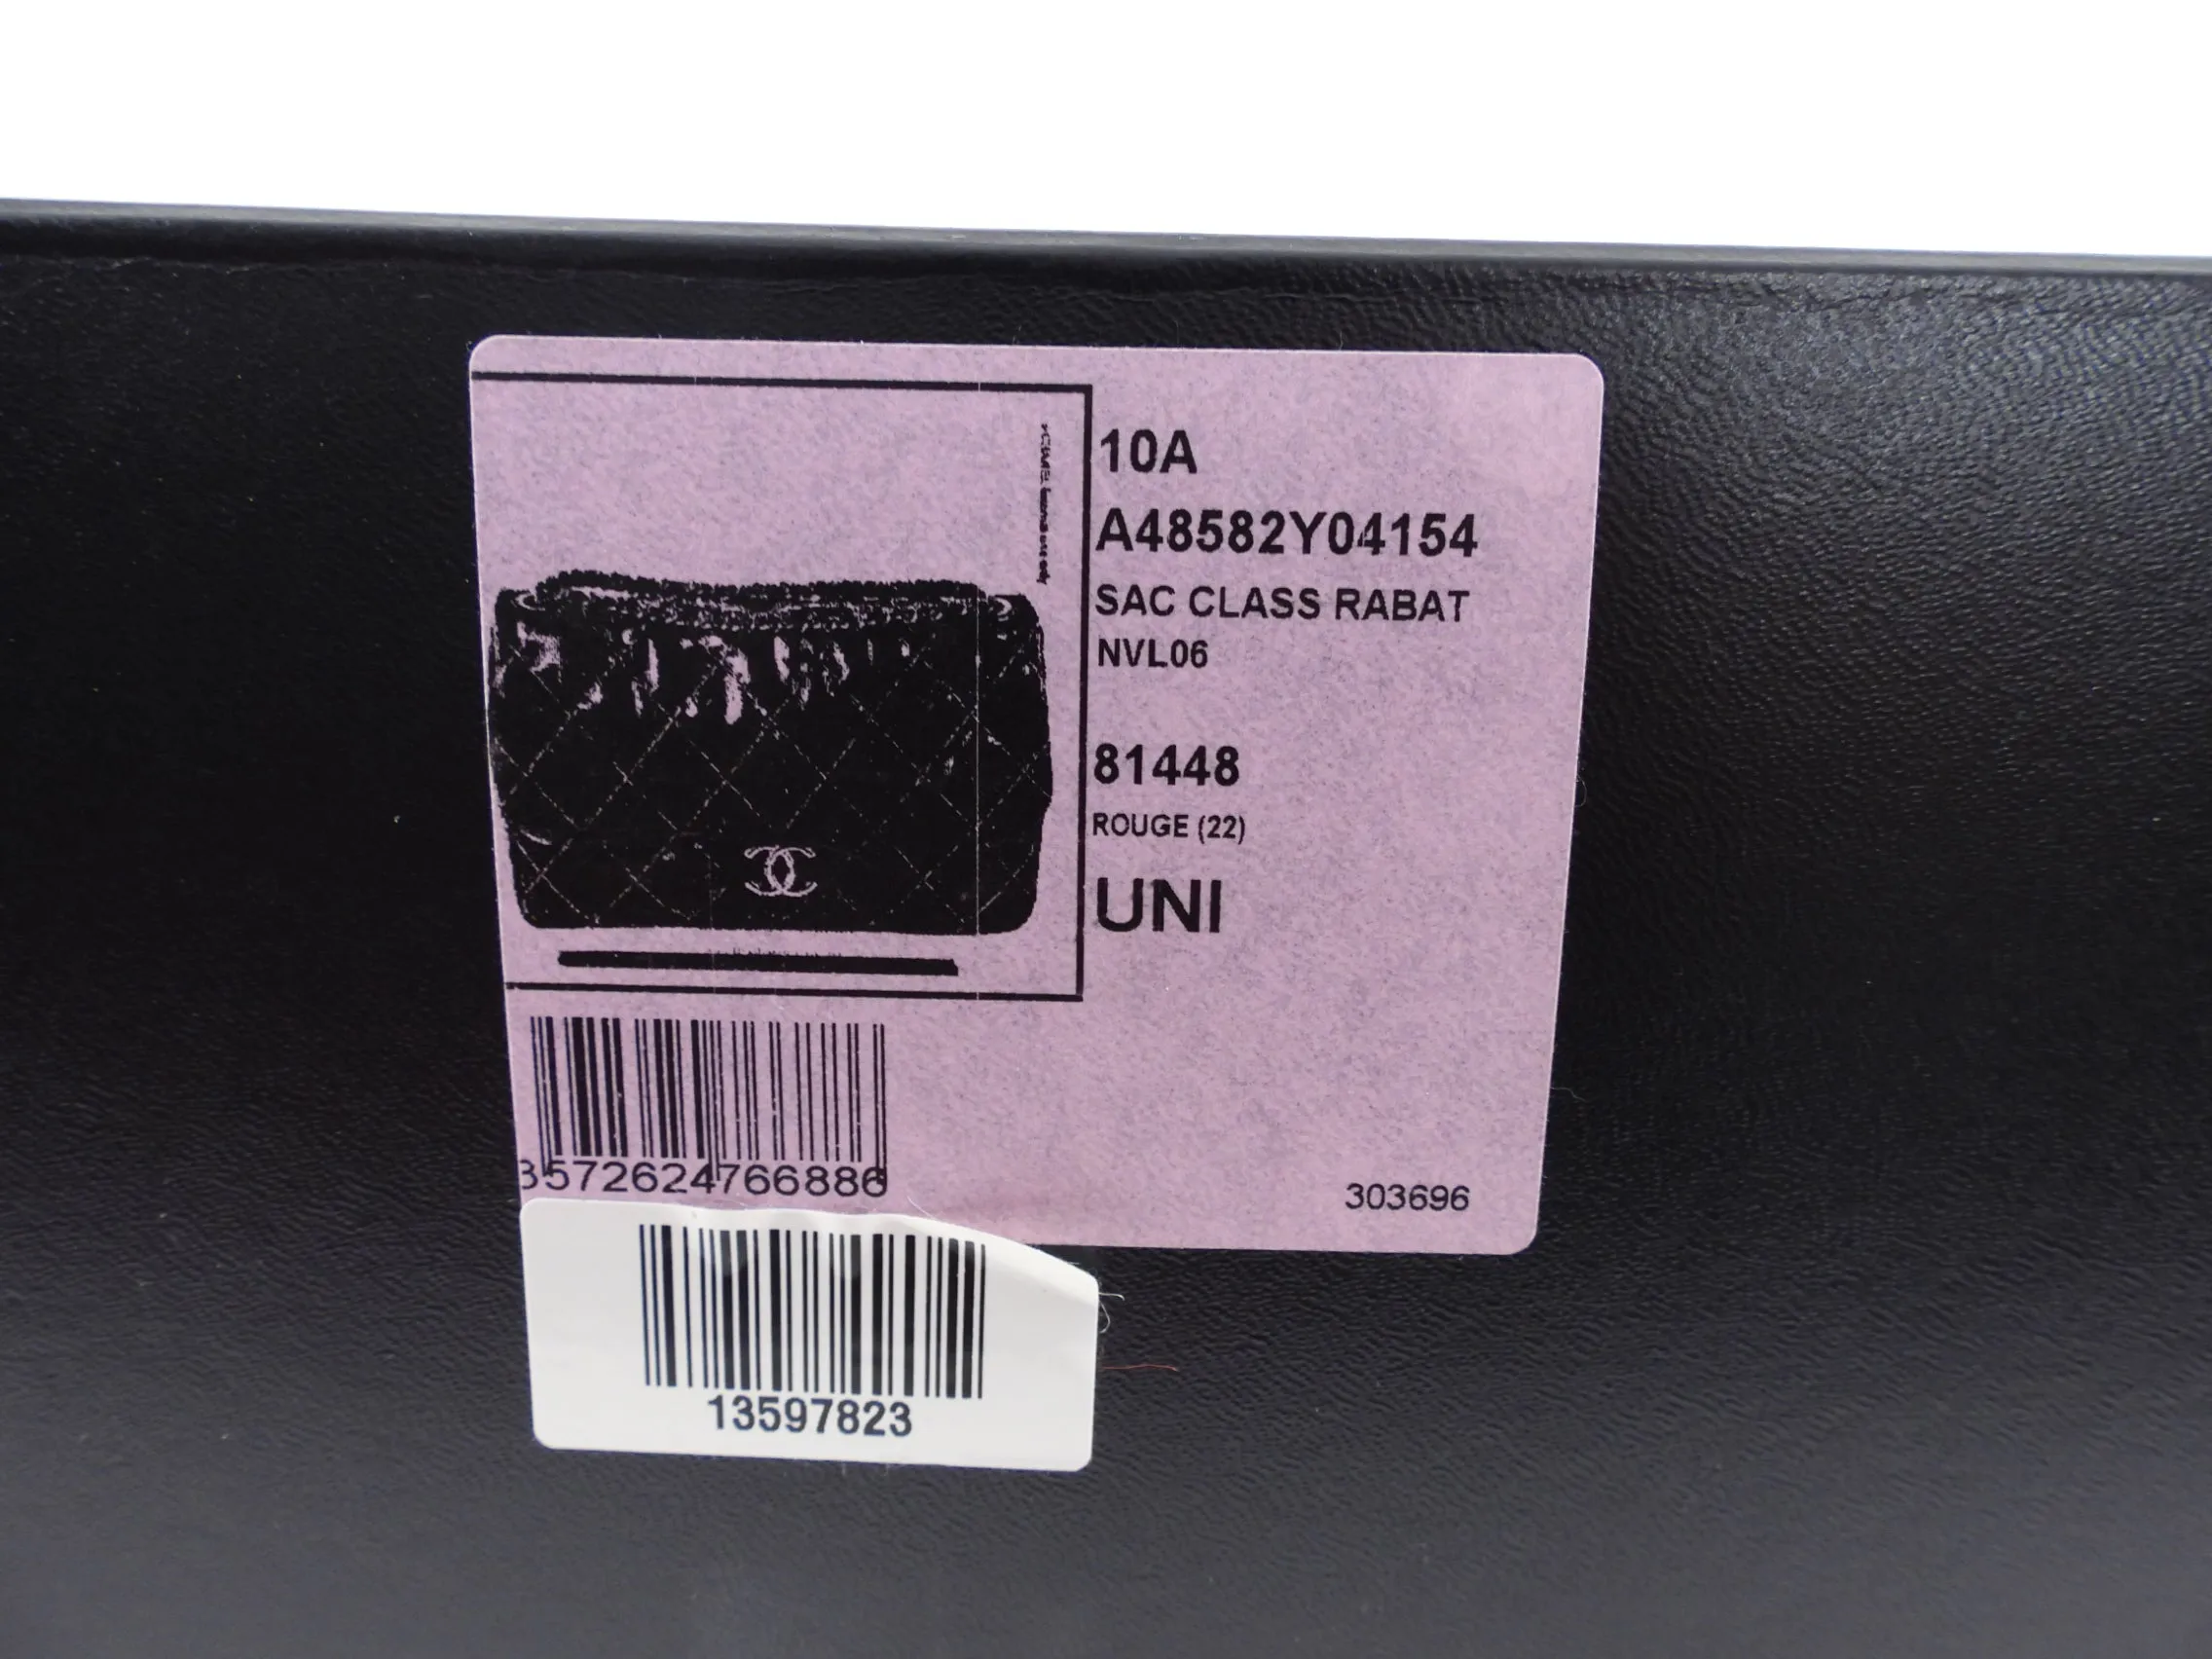 10A
A48582Y04154
SAC CLASS RABAT
NVL06
81448
ROUGE (22)
UNI
3572624766886
303696
13597823